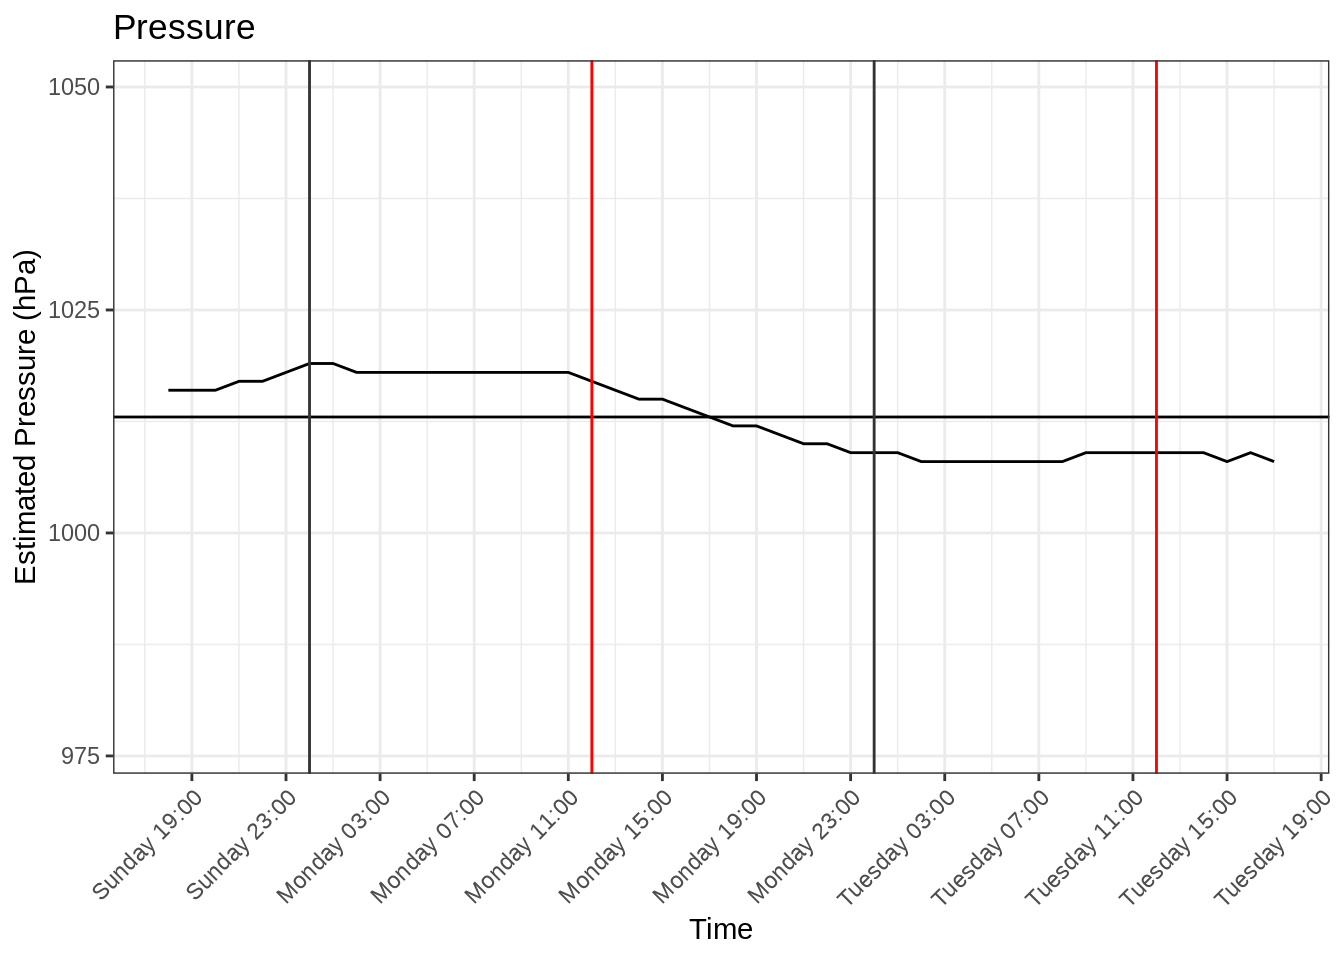 Pressure
1050
1025
1000
975
Estimated Pressure (hPa)
Sunday 19:00
Sunday 23:00
Monday 03:00
Monday 07:00
Monday 11:00
Monday 15:00
Monday 19:00
Monday 23:00
Tuesday 03:00
Tuesday 07:00
Tuesday 11:00
Tuesday 15:00
Tuesday 19:00
Time